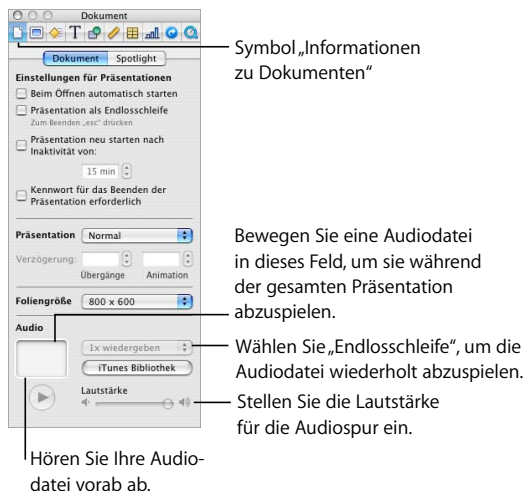 Dokument
Dokument Spotlight
Einstellungen für Präsentationen
Beim Öffnen automatisch starten
Präsentation als Endlosschleife
Zum Beenden „esc" drücken
Präsentation neu starten nach
Inaktivität von:
15 min
Kennwort für das Beenden der
Präsentation erforderlich
Präsentation Normal
Verzögerung:
Übergänge Animation
Foliengröße 800 x 600
Audio
1x wiedergeben
iTunes Bibliothek
Lautstärke
Symbol „Informationen
zu Dokumenten“
Bewegen Sie eine Audiodatei
in dieses Feld, um sie während
der gesamten Präsentation
abzuspielen.
Wählen Sie „Endlosschleife“, um die
Audiodatei wiederholt abzuspielen.
Stellen Sie die Lautstärke
für die Audiospur ein.
Hören Sie Ihre Audio-
datei vorab ab.